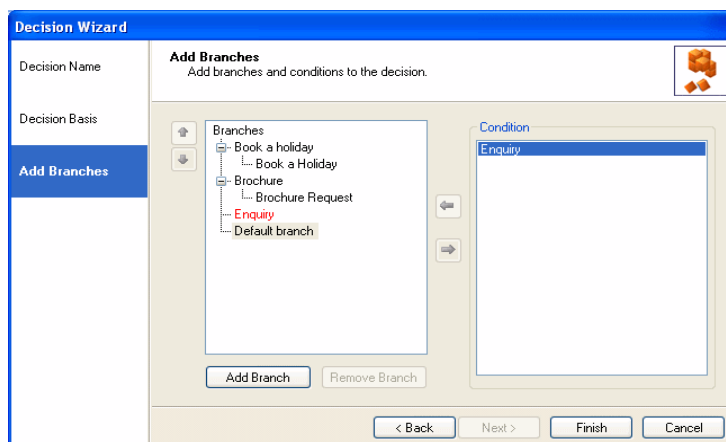 Decision Wizard
Decision Name
Decision Basis
Add Branches
Add Branches
Add branches and conditions to the decision.
Branches
Book a holiday
Book a Holiday
Brochure
Brochure Request
Enquiry
Default branch
Add Branch
Remove Branch
Condition
Enquiry
< Back
Next >
Finish
Cancel